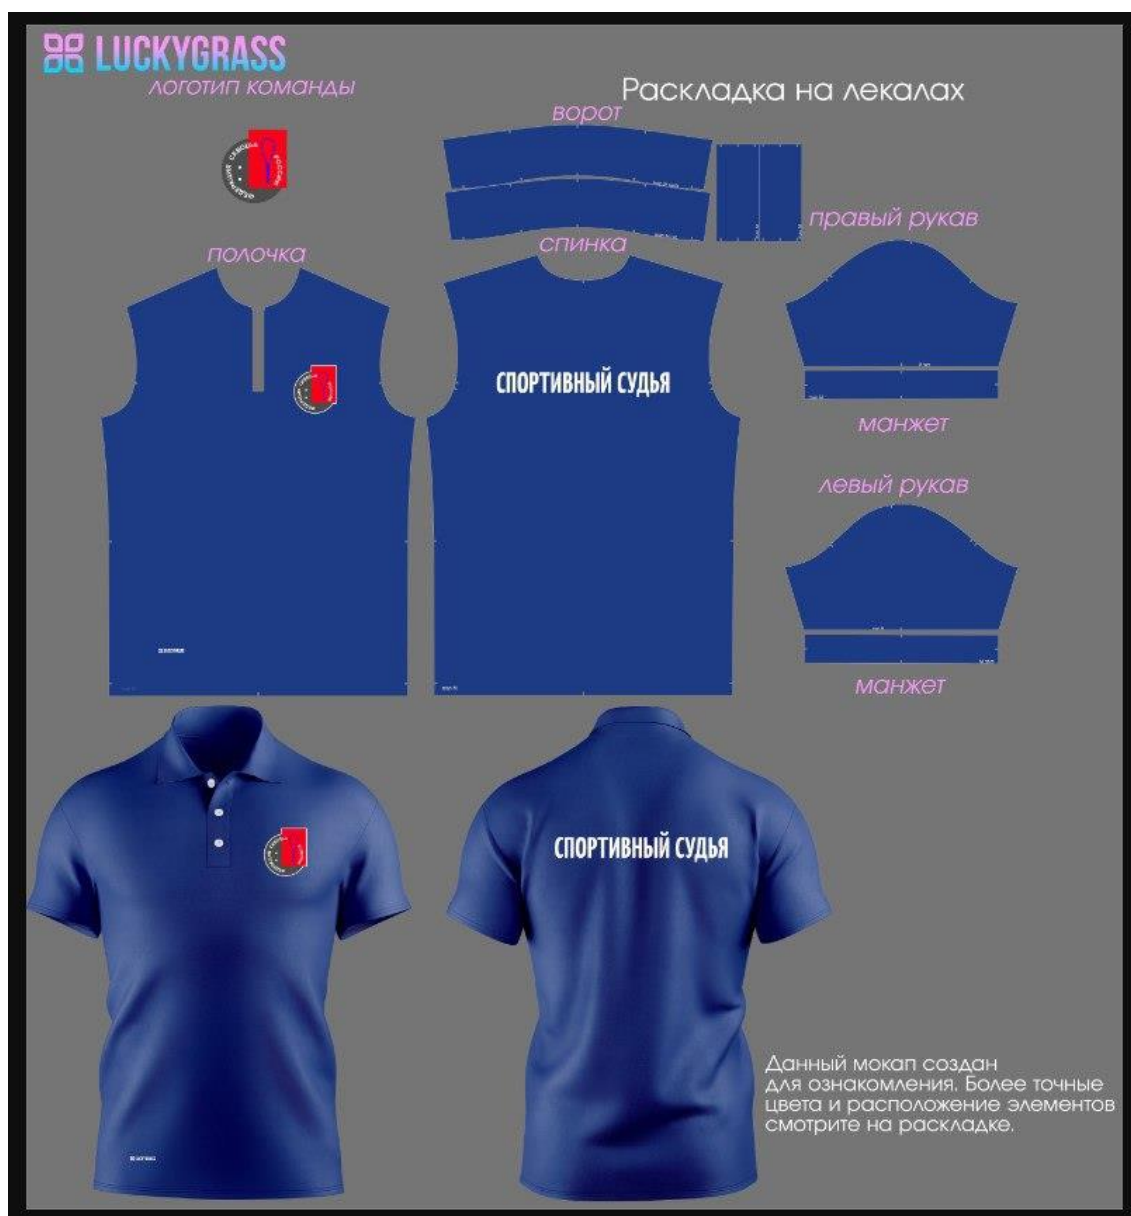 LUCKYGRASS
логотип команды
Раскладка на лекалах
ворот
правый рукав
полочка
спинка
СПОРТИВНЫЙ СУДЬЯ
манжет
левый рукав
манжет
СПОРТИВНЫЙ СУДЬЯ
Данный мокап создан
для ознакомления. Более точные
цвета и расположение элементов
смотрите на раскладке.